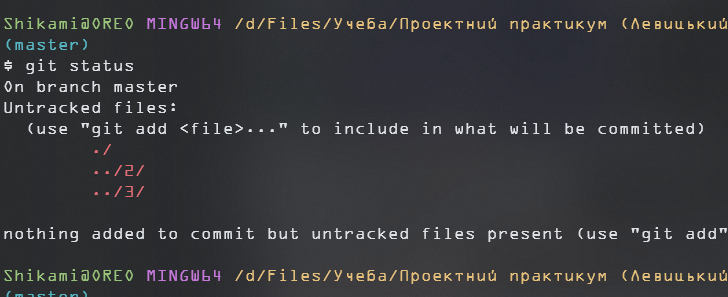 Shikami@OREO MINGW64 /d/Files/Учеба/Проектний практикум (Левицький
(master)
$ git status
On branch master
Untracked files:
  (use "git add <file>..." to include in what will be committed)
        ./
        ../2/
        ../3/
nothing added to commit but untracked files present (use "git add"
Shikami@OREO MINGW64 /d/Files/Учеба/Проектний практикум (Левицький
(master)